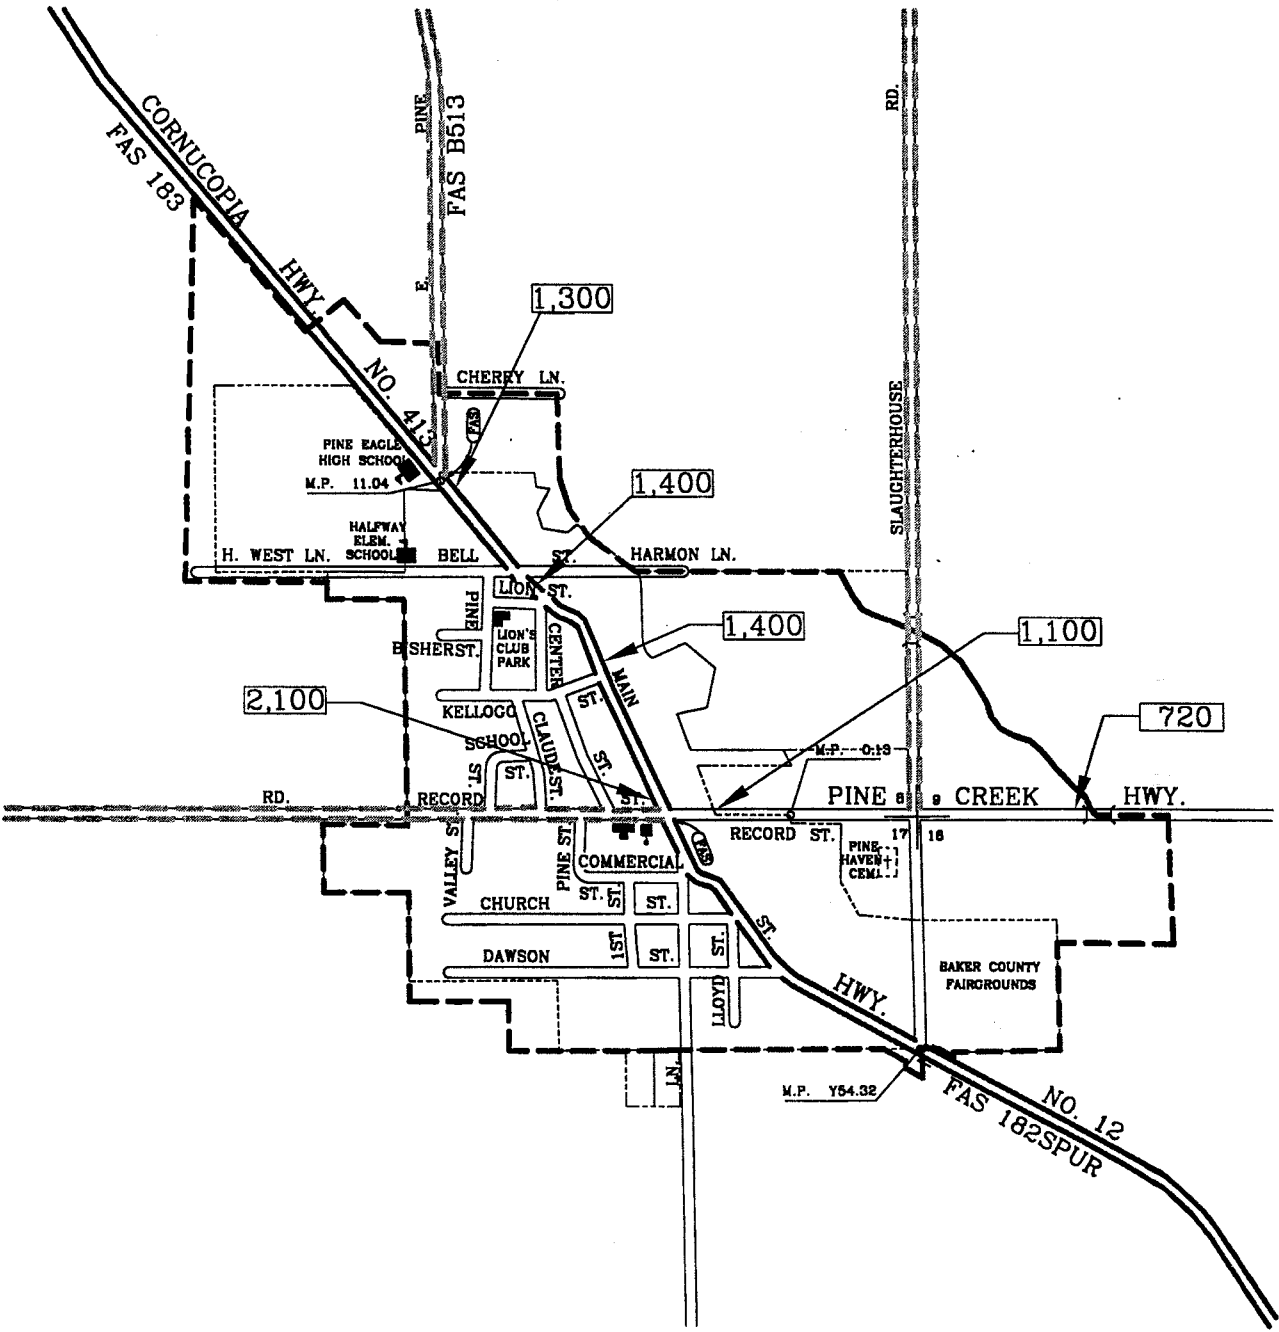 CORNUCOPIA
FAS 183
HWY.
NO.
413
PINE
E.
FAS B513
RD.
SLAUGHTERHOUSE
1,300
CHERRY LN.
FAS
PINE EAGLE
HIGH SCHOOL
M.P. 11.04
1,400
HALFWAY
ELEM.
SCHOOL
H. WEST LN.
BELL
ST.
HARMON LN.
LION ST.
PINE
LION'S
CLUB
PARK
CENTER
BISHER ST.
1,400
1,100
MAIN
2,100
KELLOGG
ST.
720
SCHOOL
ST.
ST.
CLAUDE ST.
ST.
M.P. 0.13
RD.
RECORD
ST.
PINE
8
9
CREEK
HWY.
VALLEY ST
PINE ST.
FAS
RECORD ST.
17
16
COMMERCIAL
ST.
PINE
HAVEN
CEM.
CHURCH
ST.
1ST
ST.
ST.
DAWSON
ST.
LLOYD
ST.
BAKER COUNTY
FAIRGROUNDS
HWY.
LN.
M.P. Y54.32
NO. 12
FAS 182SPUR